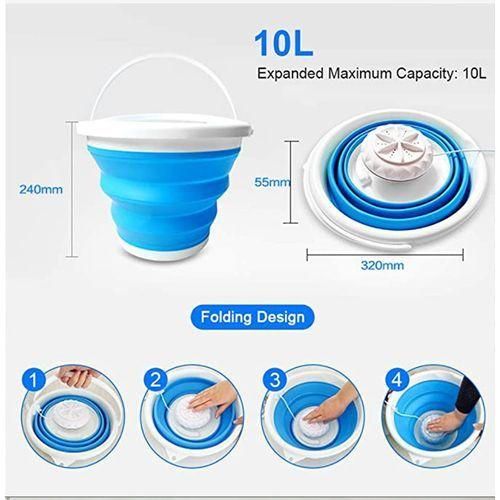 10L
Expanded Maximum Capacity: 10L
240mm
55mm
320mm
Folding Design
1
2
3
4